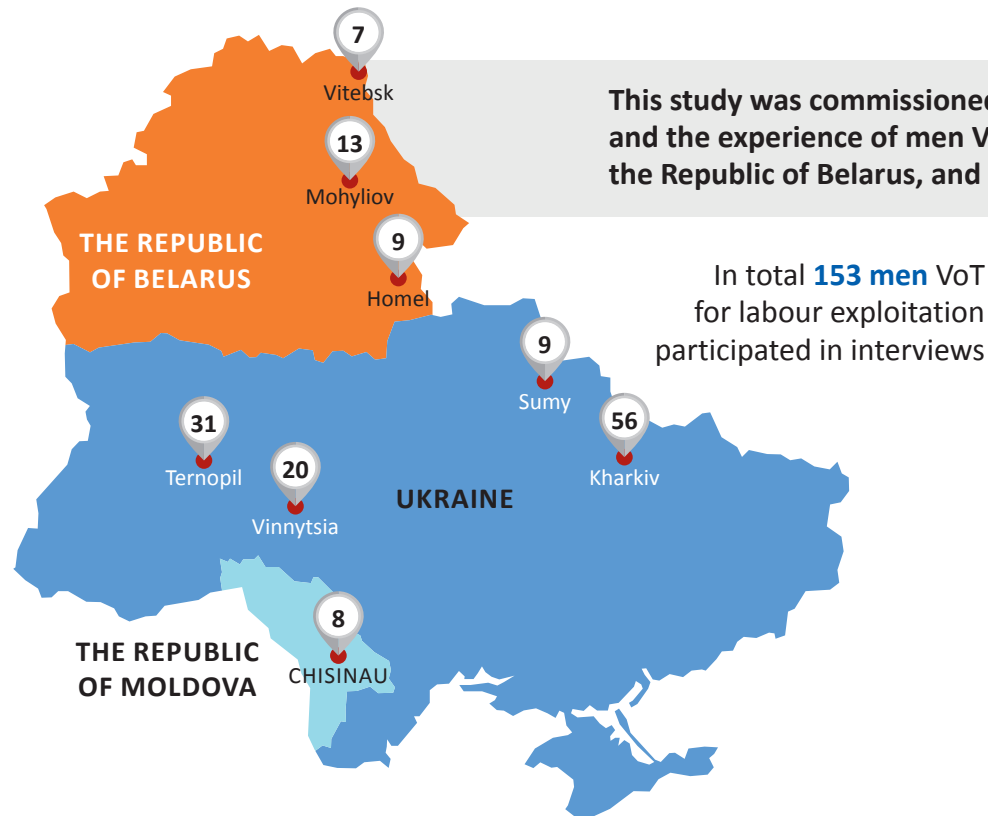 7
Vitebsk
This study was commissioned
and the experience of men V
the Republic of Belarus, and
13
Mohyliov
THE REPUBLIC
OF BELARUS
9
Homel
In total 153 men VoT
for labour exploitation
participated in interviews
9
Sumy
31
Ternopil
56
Kharkiv
20
Vinnytsia
UKRAINE
8
CHISINAU
THE REPUBLIC
OF MOLDOVA